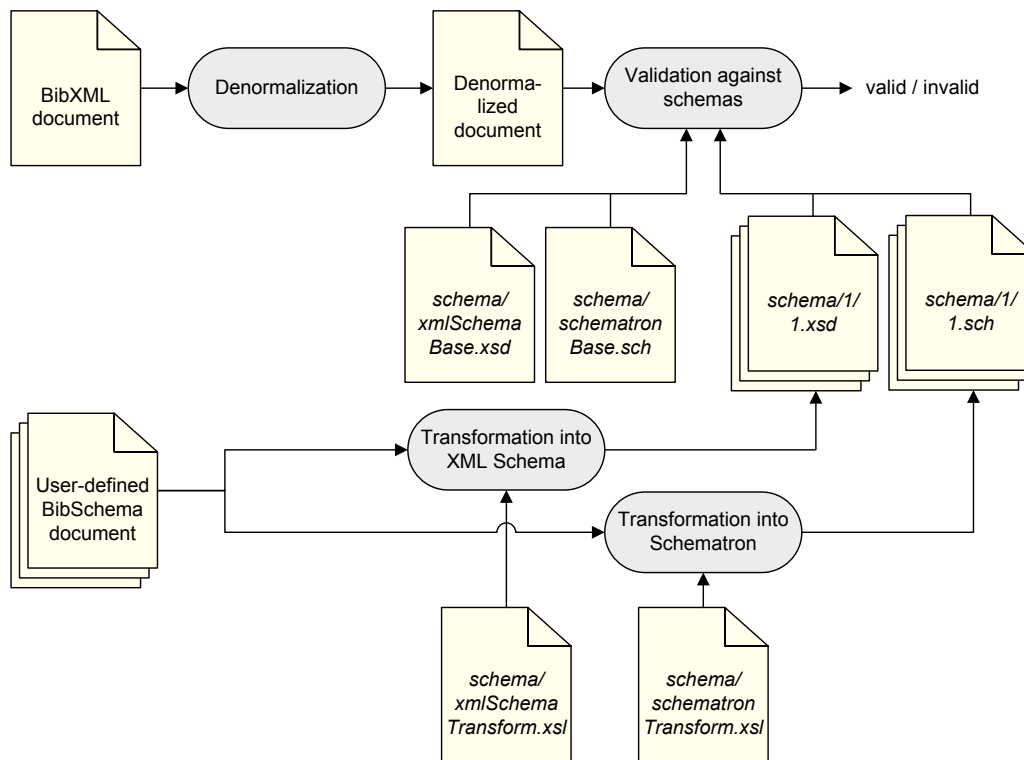 BibXML
document
Denormalization
Denorma-
lized
document
Validation against
schemas
valid / invalid
schema/
xmlSchema
Base.xsd
schema/
schematron
Base.sch
schema/1/
1.xsd
schema/1/
1.sch
User-defined
BibSchema
document
Transformation into
XML Schema
Transformation into
Schematron
schema/
xmlSchema
Transform.xsl
schema/
schematron
Transform.xsl